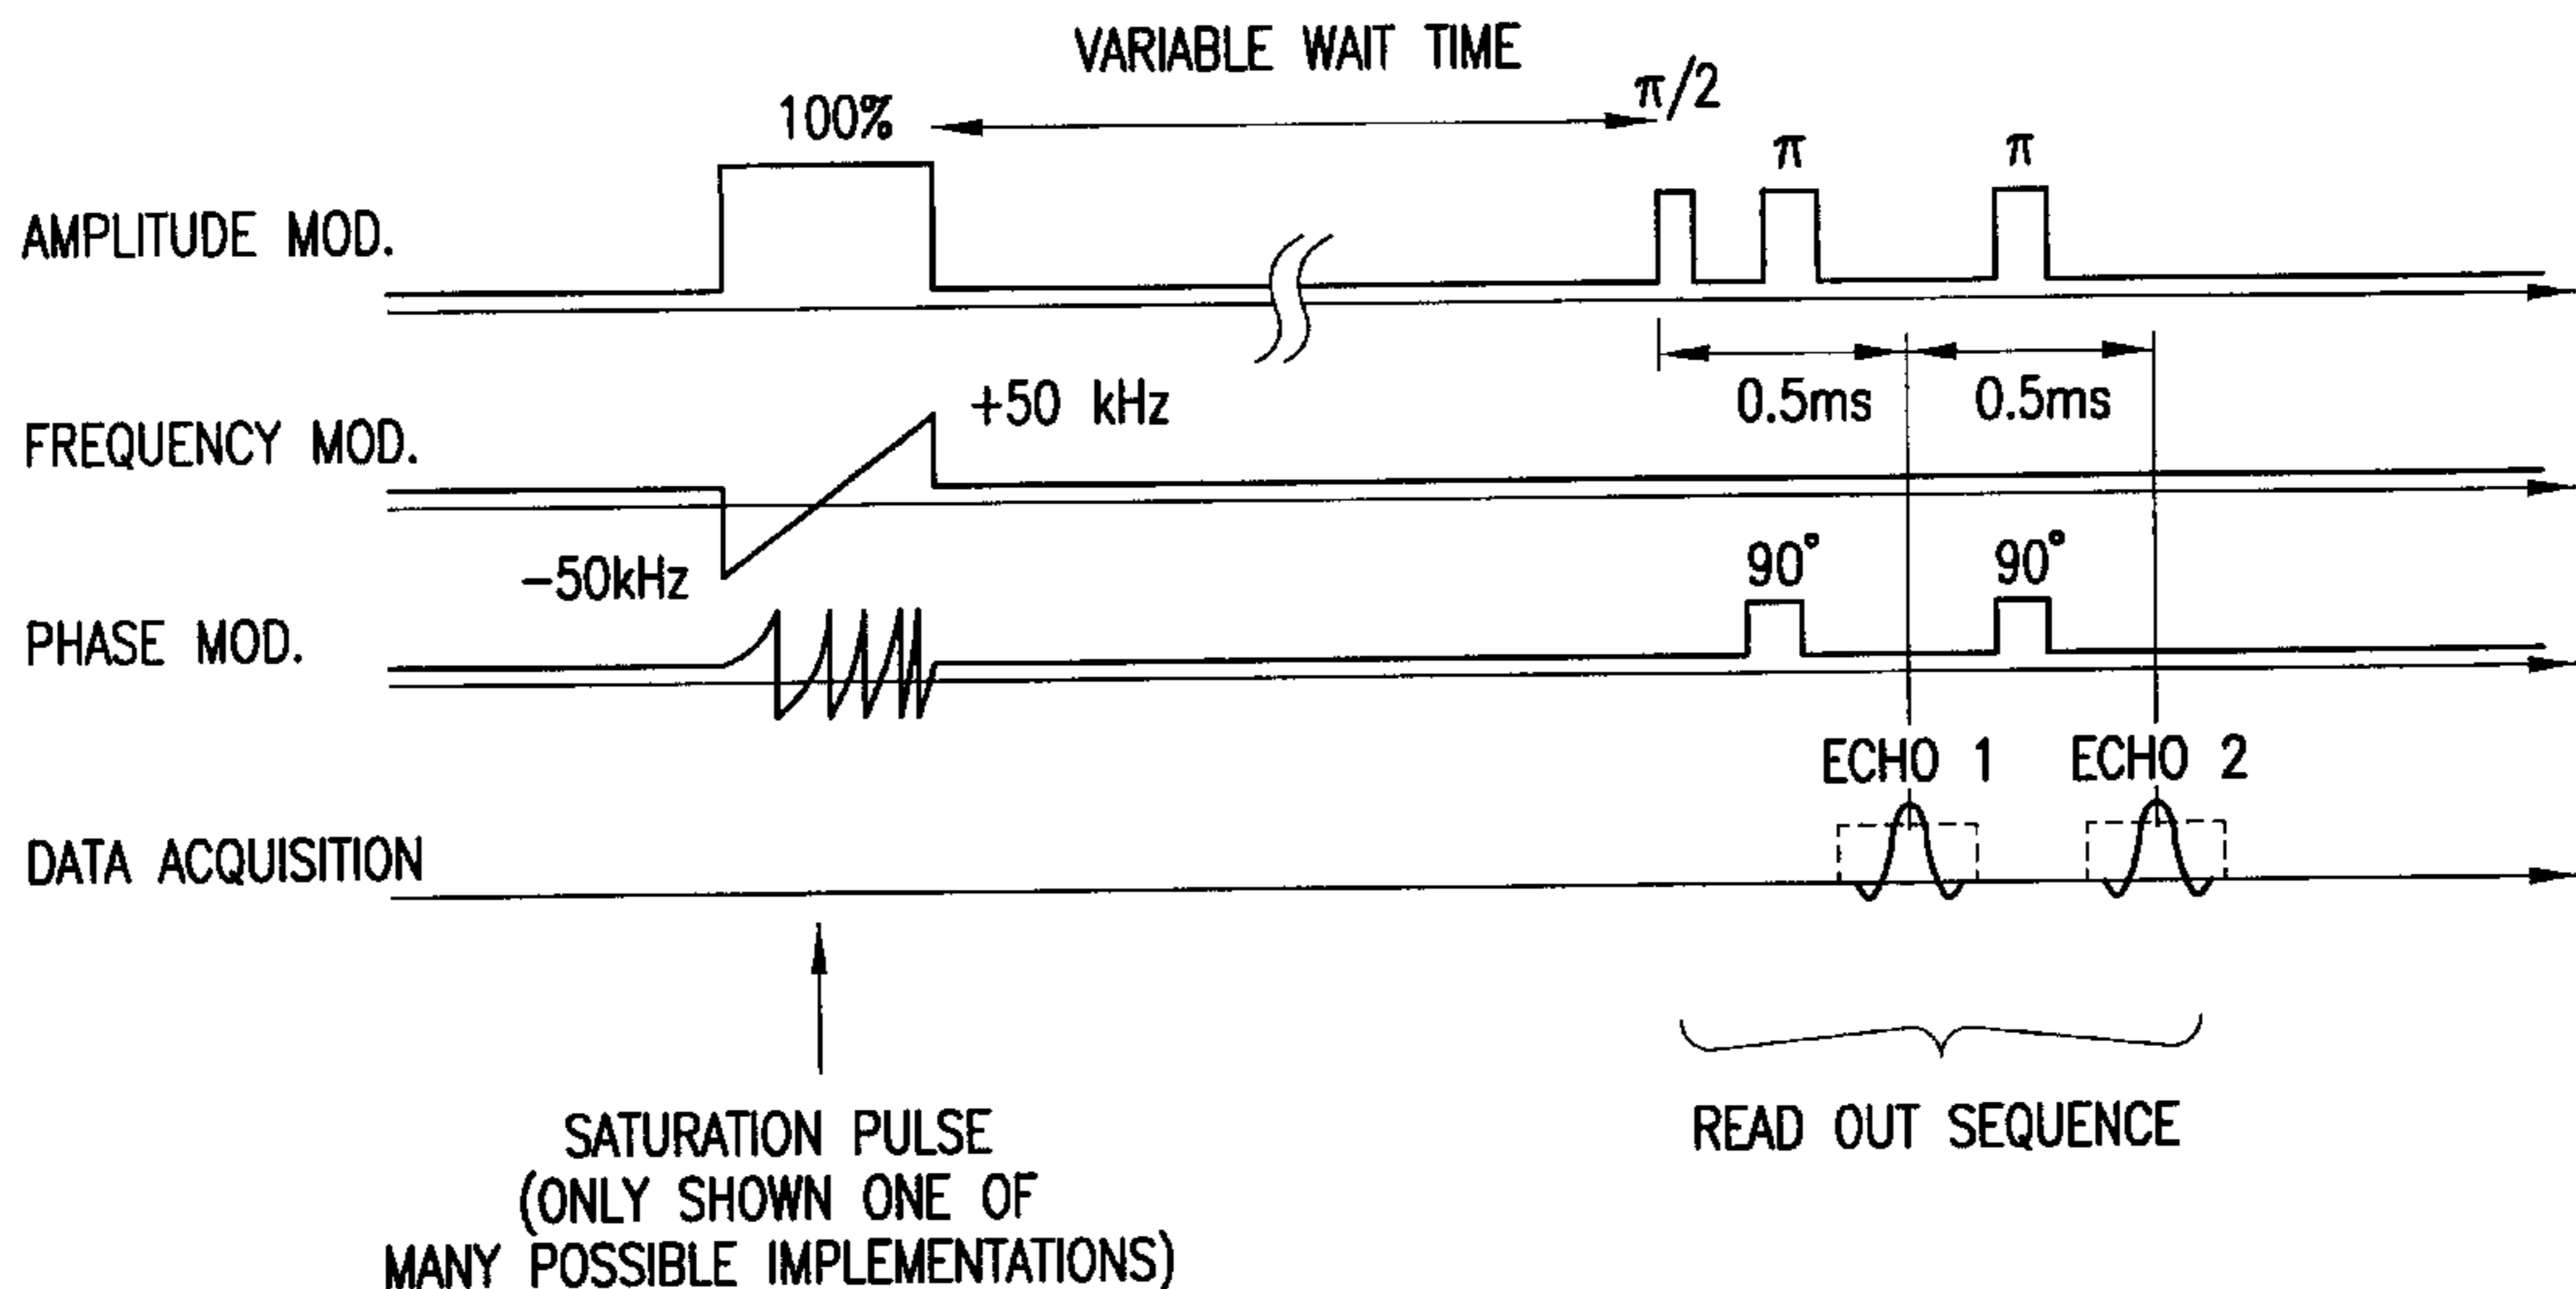 VARIABLE WAIT TIME
100%
π/2
π
π
AMPLITUDE MOD.
0.5ms
0.5ms
+50 kHz
FREQUENCY MOD.
-50kHz
90°
90°
PHASE MOD.
ECHO 1
ECHO 2
DATA ACQUISITION
SATURATION PULSE
(ONLY SHOWN ONE OF
MANY POSSIBLE IMPLEMENTATIONS)
READ OUT SEQUENCE